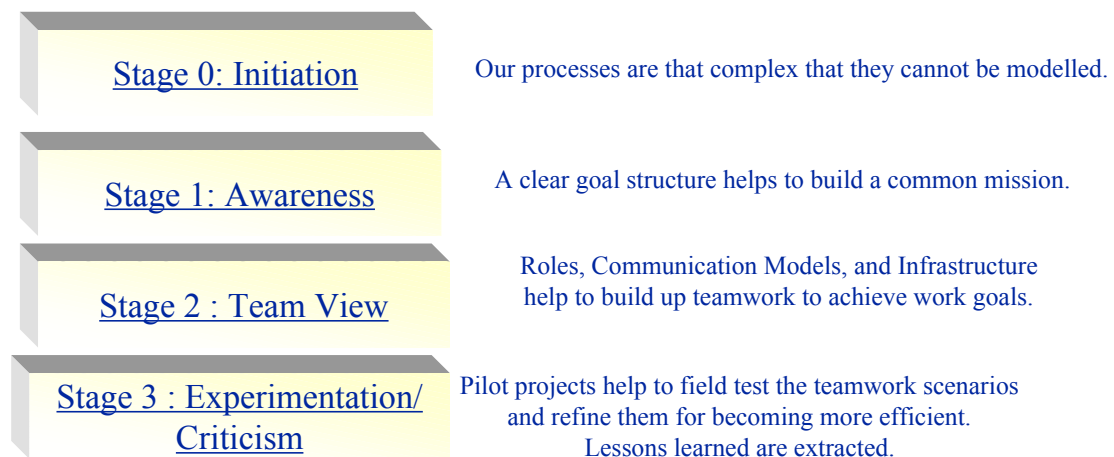 Stage 0: Initiation
Our processes are that complex that they cannot be modelled.
Stage 1: Awareness
A clear goal structure helps to build a common mission.
Stage 2 : Team View
Roles, Communication Models, and Infrastructure
help to build up teamwork to achieve work goals.
Stage 3 : Experimentation/
Criticism
Pilot projects help to field test the teamwork scenarios
and refine them for becoming more efficient.
Lessons learned are extracted.